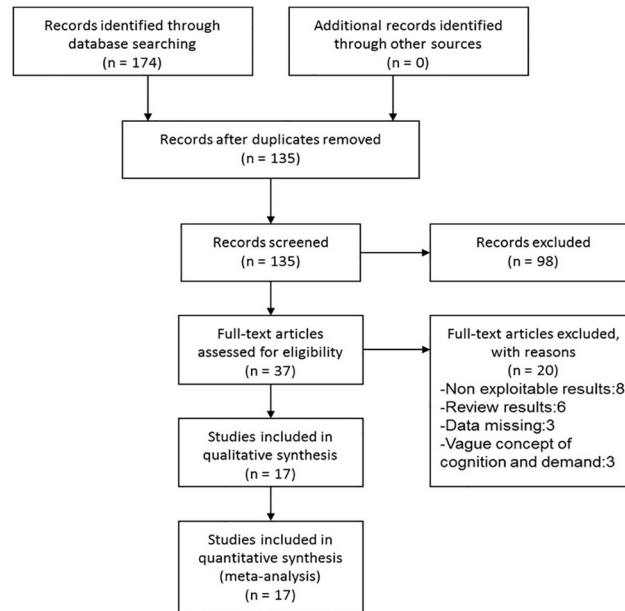 Records identified through
database searching
(n = 174)
Additional records identified
through other sources
(n = 0)
Records after duplicates removed
(n = 135)
Records screened
(n = 135)
Records excluded
(n = 98)
Full-text articles
assessed for eligibility
(n = 37)
Full-text articles excluded,
with reasons
(n = 20)
-Non exploitable results:8
-Review results:6
-Data missing:3
-Vague concept of
cognition and demand:3
Studies included in
qualitative synthesis
(n = 17)
Studies included in
quantitative synthesis
(meta-analysis)
(n = 17)